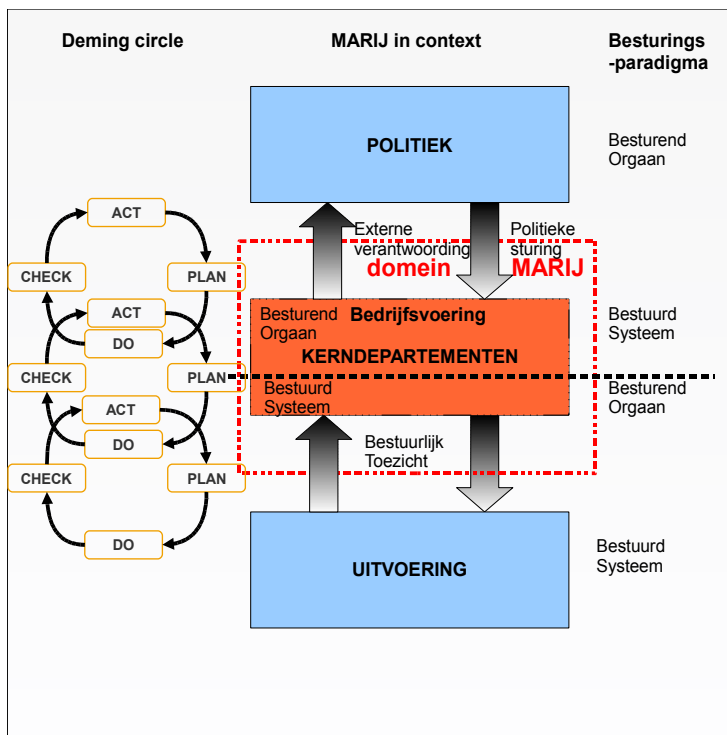 Deming circle
MARIJ in context
Besturings
-paradigma
POLITIEK
Besturend
Orgaan
ACT
CHECK
PLAN
ACT
DO
CHECK
PLAN
ACT
DO
CHECK
PLAN
DO
Externe
verantwoording
Politieke
sturing
domein
MARIJ
Besturend
Orgaan
Bedrijfsvoering
KERNDEPARTEMENTEN
Bestuurd
Systeem
Bestuurd
Systeem
Besturend
Orgaan
Bestuurlijk
Toezicht
UITVOERING
Bestuurd
Systeem